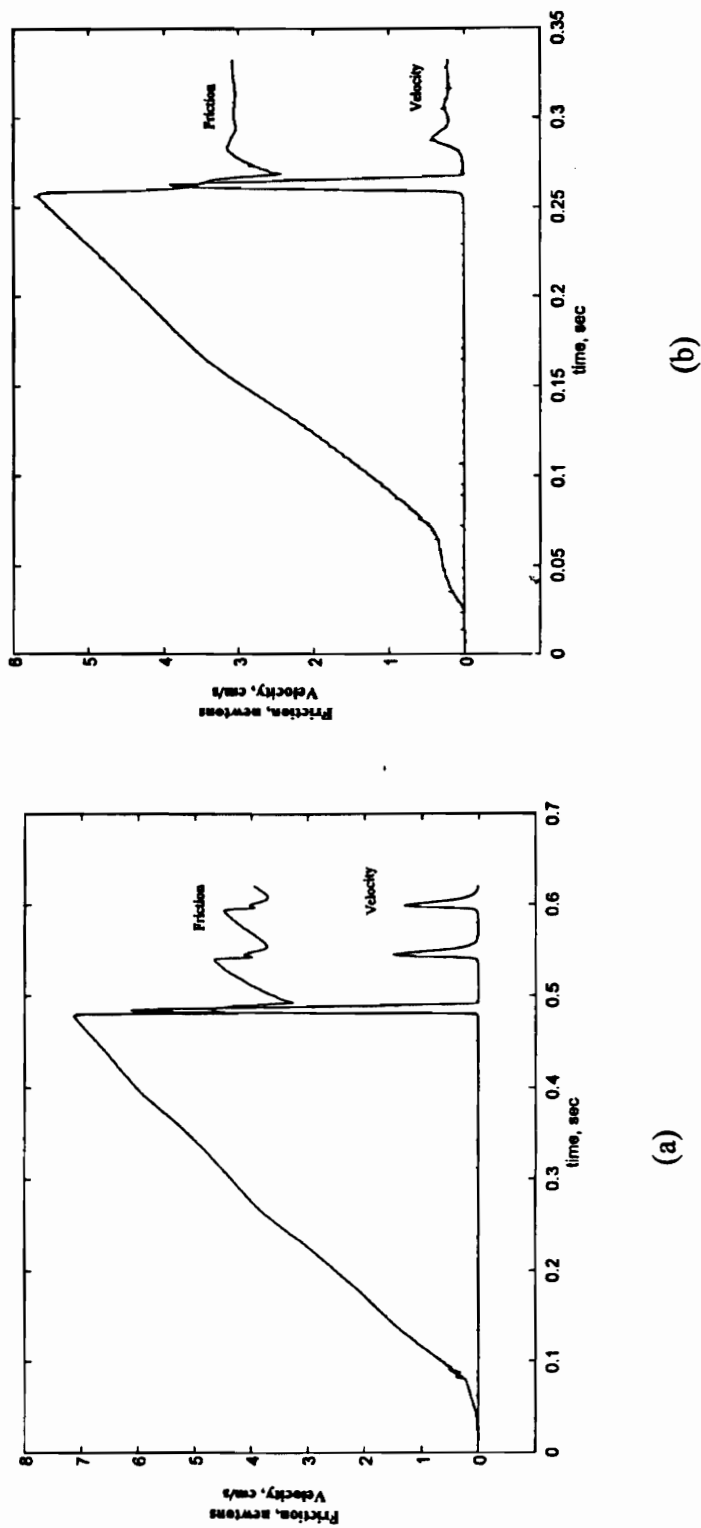 8
7
6
5
4
3
2
1
0
Friction, newtons
Velocity, cm/s
0
0.1
0.2
0.3
0.4
0.5
0.6
0.7
time, sec
Friction
Velocity
(a)
6
5
4
3
2
1
0
Friction, newtons
Velocity, cm/s
0
0.05
0.1
0.15
0.2
0.25
0.3
0.35
time, sec
Friction
Velocity
(b)